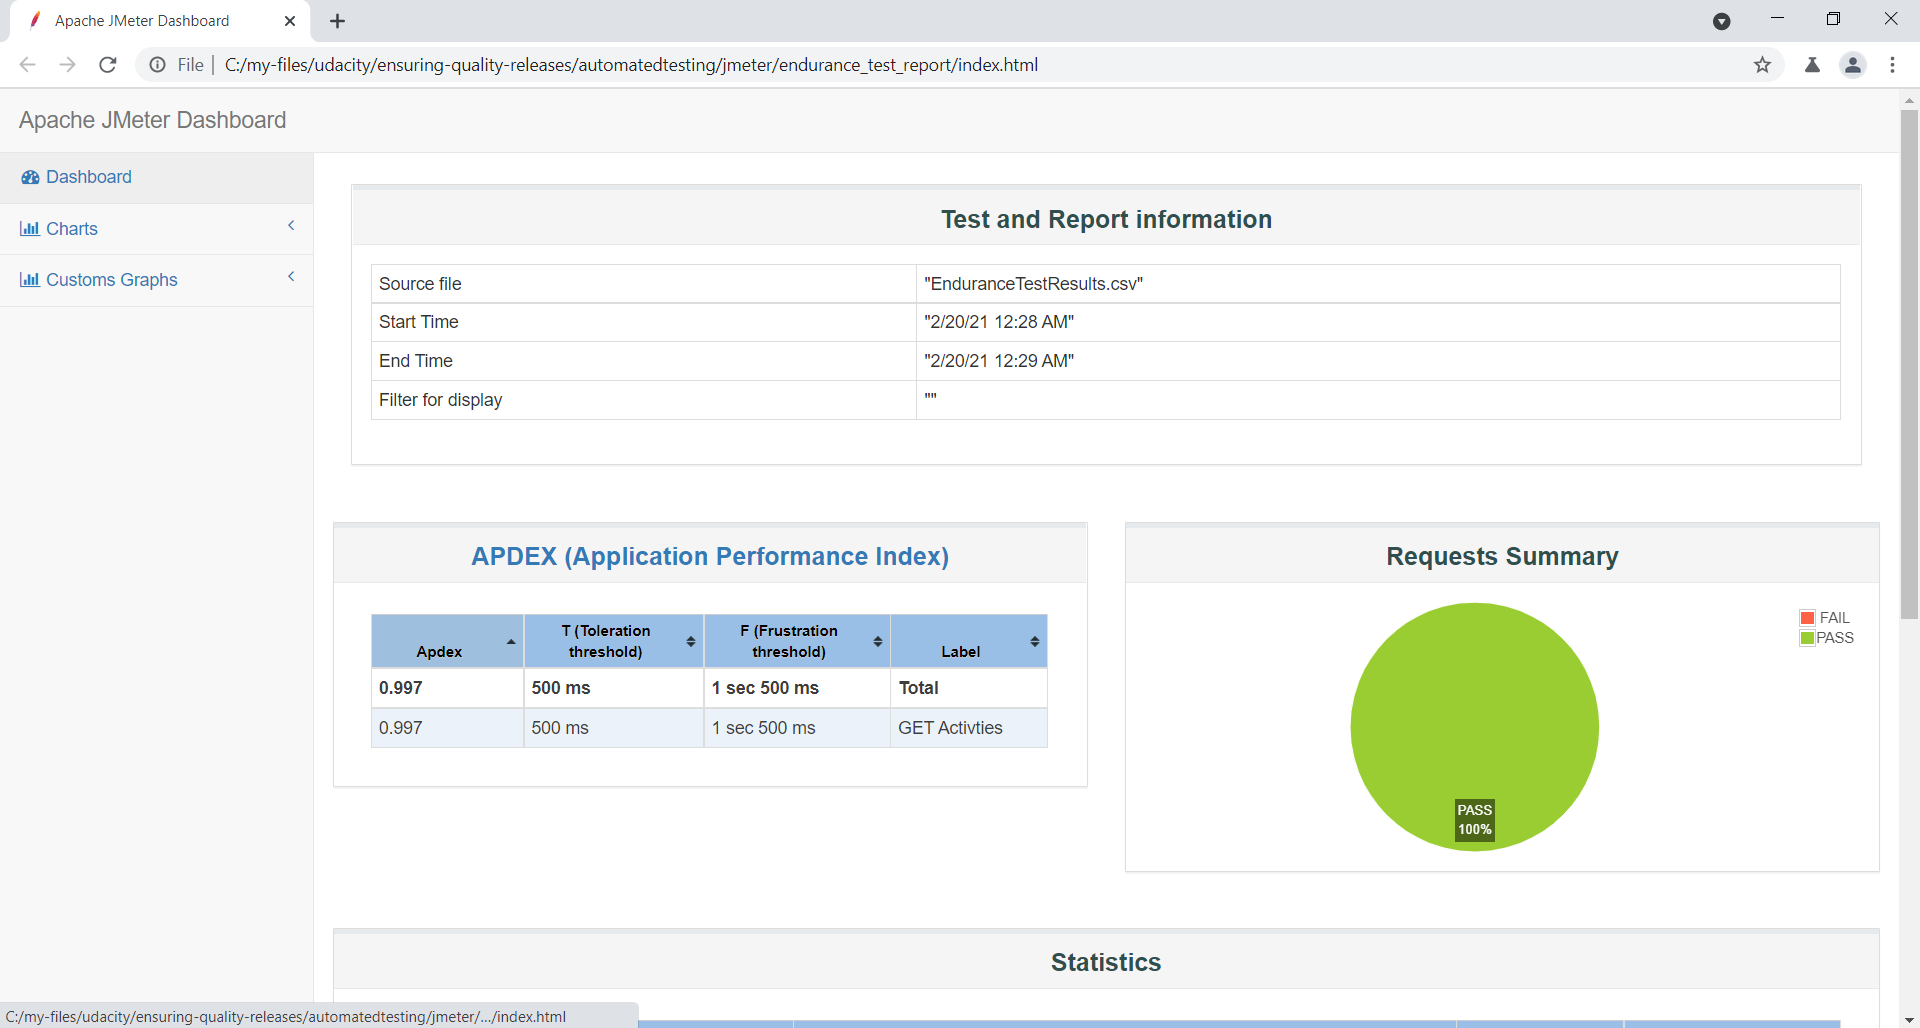 Apache JMeter Dashboard
File | C:/my-files/udacity/ensuring-quality-releases/automatedtesting/jmeter/endurance_test_report/index.html
Apache JMeter Dashboard
Dashboard
Charts
Customs Graphs
Test and Report information
Source file "EnduranceTestResults.csv"
Start Time "2/20/21 12:28 AM"
End Time "2/20/21 12:29 AM"
Filter for display ""
APDEX (Application Performance Index)
Apdex T (Toleration threshold) F (Frustration threshold) Label
0.997 500 ms 1 sec 500 ms Total
0.997 500 ms 1 sec 500 ms GET Activties
Requests Summary
FAIL
PASS
PASS
100%
Statistics
C:/my-files/udacity/ensuring-quality-releases/automatedtesting/jmeter/.../index.html